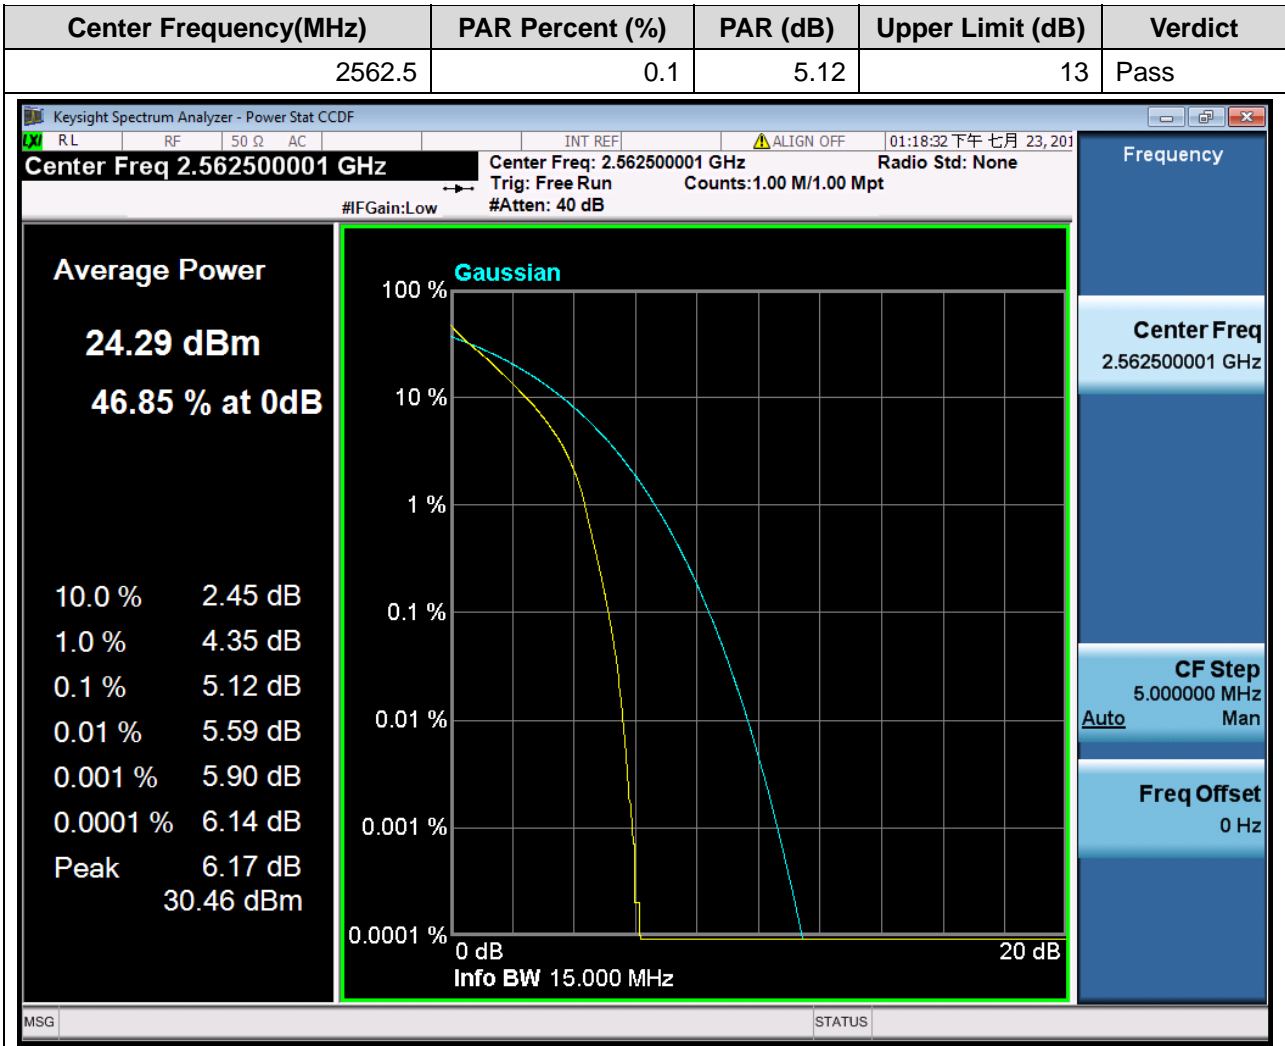 Center Frequency(MHz) PAR Percent (%) PAR (dB) Upper Limit (dB) Verdict
2562.5 0.1 5.12 13 Pass
Keysight Spectrum Analyzer - Power Stat CCDF
LXI RL RF 50 Ω AC INT REF ALIGN OFF 01:18:32 下午 七月 23, 201
Center Freq 2.562500001 GHz
Center Freq: 2.562500001 GHz Radio Std: None
Trig: Free Run Counts:1.00 M/1.00 Mpt
#IFGain:Low #Atten: 40 dB
Average Power
24.29 dBm
46.85 % at 0dB
10.0 % 2.45 dB
1.0 % 4.35 dB
0.1 % 5.12 dB
0.01 % 5.59 dB
0.001 % 5.90 dB
0.0001 % 6.14 dB
Peak 6.17 dB
30.46 dBm
Gaussian
100 %
10 %
1 %
0.1 %
0.01 %
0.001 %
0.0001 %
0 dB 20 dB
Info BW 15.000 MHz
Frequency
Center Freq
2.562500001 GHz
CF Step
5.000000 MHz
Auto Man
Freq Offset
0 Hz
MSG STATUS